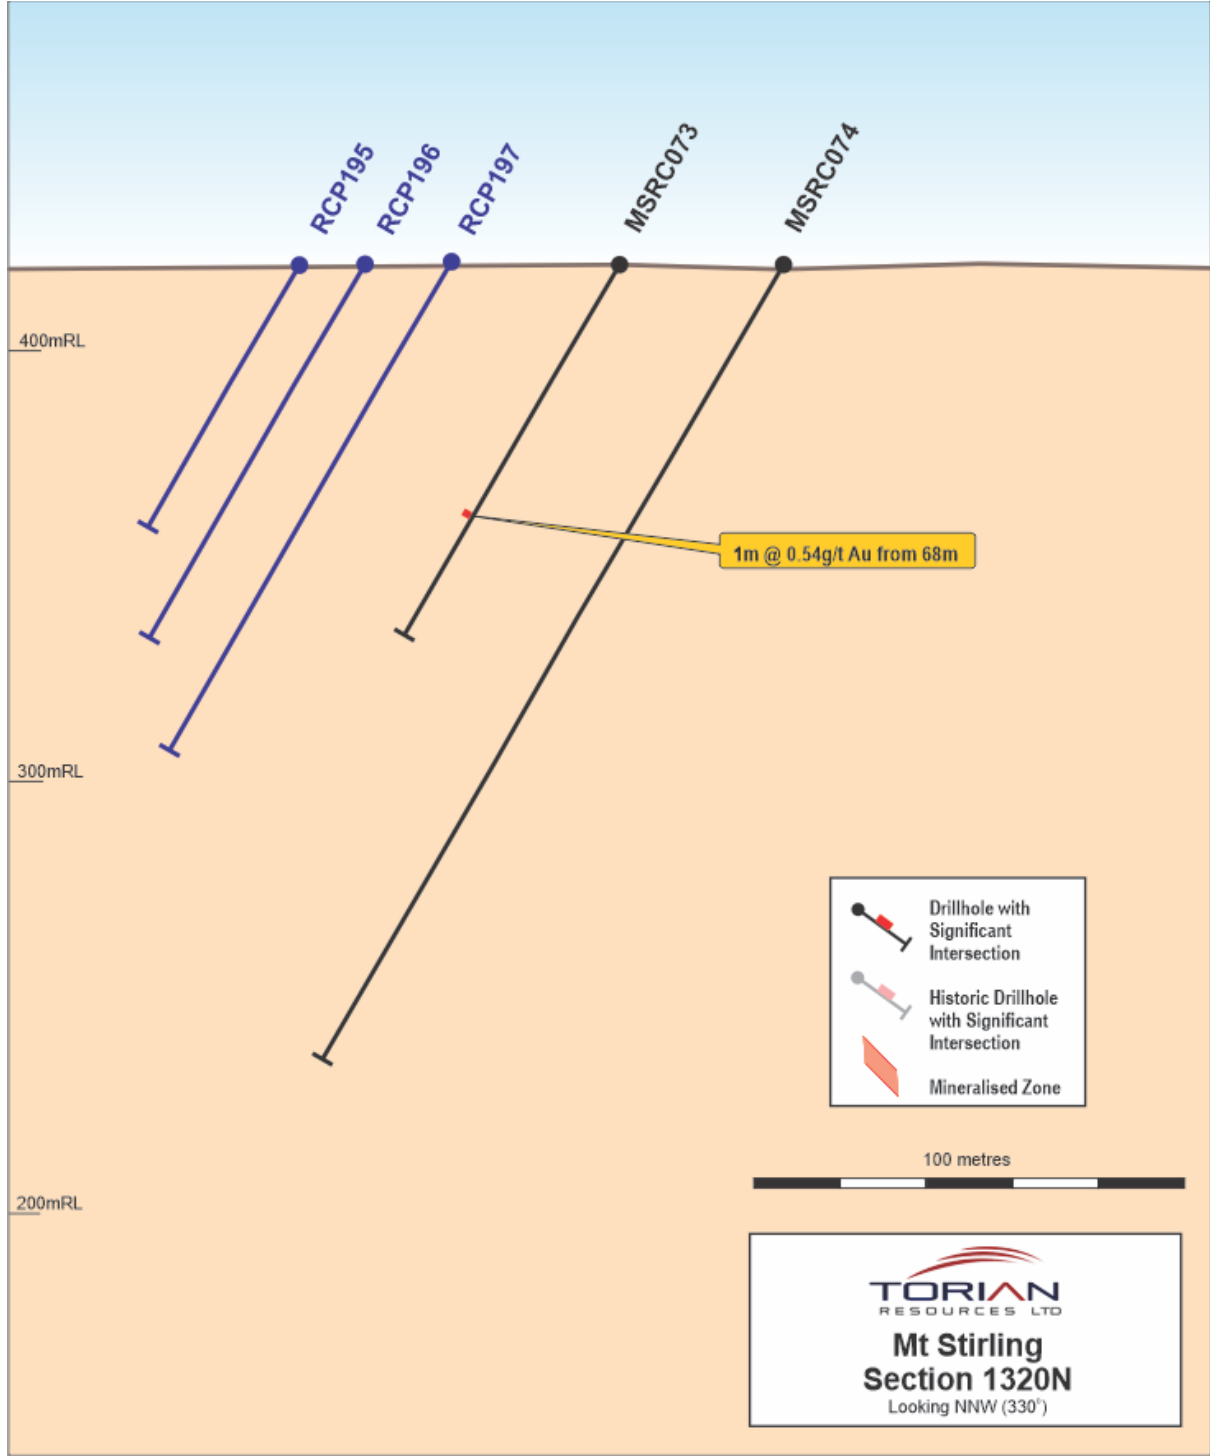 RCP195
RCP196
RCP197
MSRC073
MSRC074
400mRL
1m @ 0.54g/t Au from 68m
300mRL
Drillhole with
Significant
Intersection
Historic Drillhole
with Significant
Intersection
Mineralised Zone
100 metres
200mRL
TORIAN
RESOURCES LTD
Mt Stirling
Section 1320N
Looking NNW (330°)